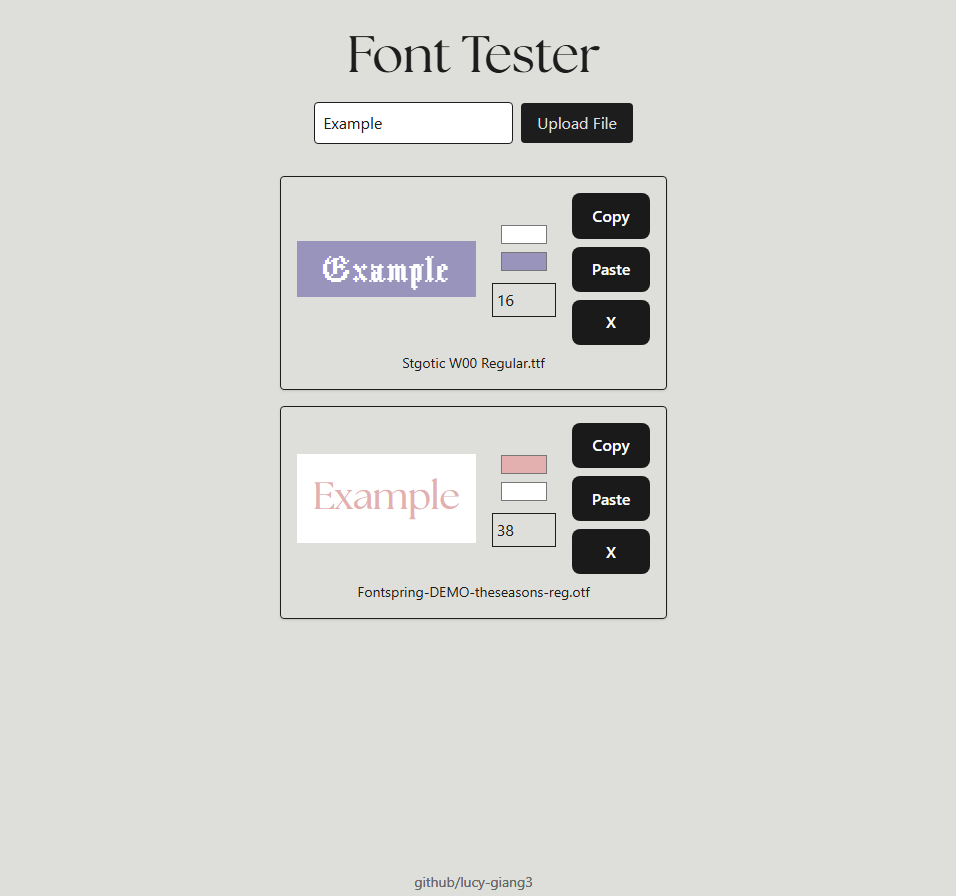 Font Tester
Example
Upload File
Example
16
Copy
Paste
X
Stgotic W00 Regular.ttf
Example
38
Copy
Paste
X
Fontspring-DEMO-theseasons-reg.otf
github/lucy-giang3